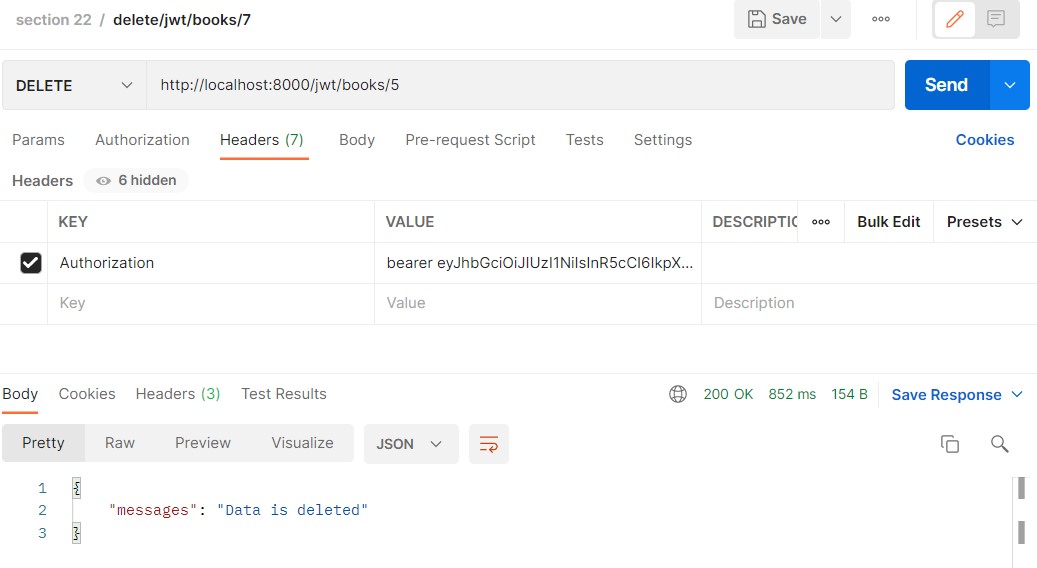 section 22 / delete/jwt/books/7
Save
DELETE
http://localhost:8000/jwt/books/5
Send
Params Authorization Headers (7) Body Pre-request Script Tests Settings Cookies
Headers 6 hidden
KEY VALUE DESCRIPTIO Bulk Edit Presets
Authorization bearer eyJhbGciOiJIUzI1NiIsInR5cCI6IkpX...
Key Value Description
Body Cookies Headers (3) Test Results 200 OK 852 ms 154 B Save Response
Pretty Raw Preview Visualize JSON
1 {
2 "messages": "Data is deleted"
3 }